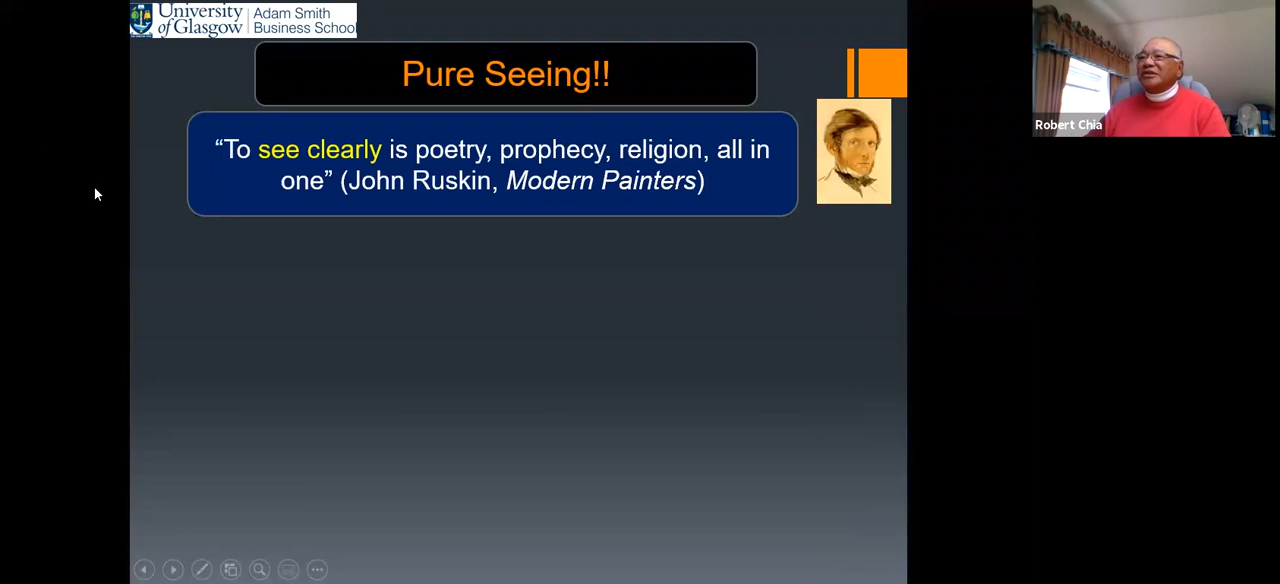 University
of Glasgow
Adam Smith
Business School
Pure Seeing!!
“To see clearly is poetry, prophecy, religion, all in
one” (John Ruskin, Modern Painters)
Robert Chia